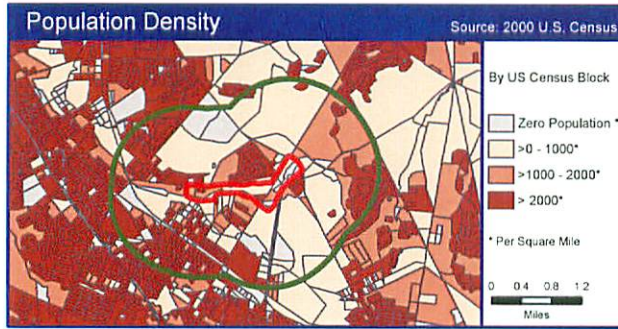 Population Density
Source: 2000 U.S. Census
By US Census Block
Zero Population *
>0 - 1000*
>1000 - 2000*
> 2000*
* Per Square Mile
0 0.4 0.6 1.2
Miles